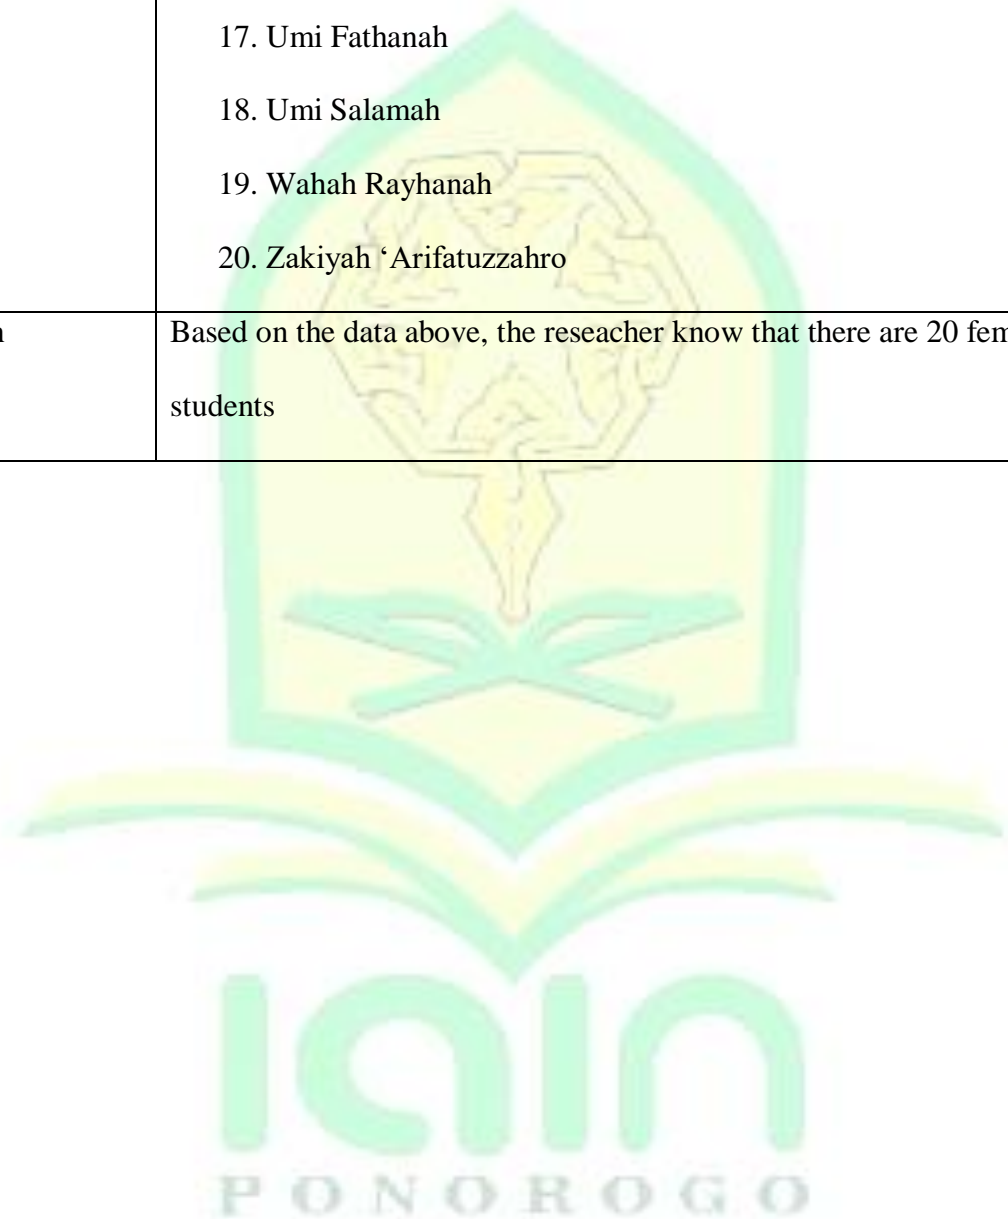 17. Umi Fathanah
18. Umi Salamah
19. Wahah Rayhanah
20. Zakiyah ‘Arifatuzzahro
Based on the data above, the reseacher know that there are 20
students
iain
PONOROGO